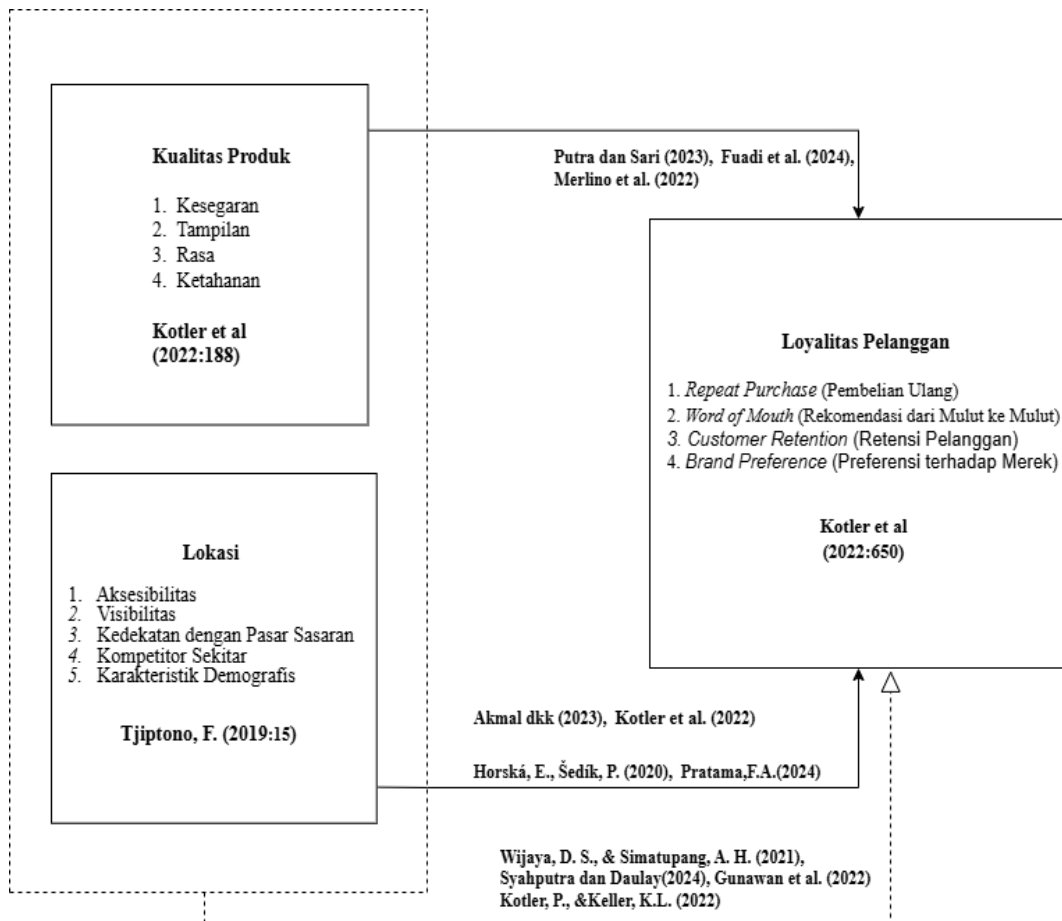 Kualitas Produk
1. Kesegaran
2. Tampilan
3. Rasa
4. Ketahanan
Kotler et al
(2022:188)
Putra dan Sari (2023), Fuadi et al. (2024),
Merlino et al. (2022)
Loyalitas Pelanggan
1. Repeat Purchase (Pembelian Ulang)
2. Word of Mouth (Rekomendasi dari Mulut ke Mulut)
3. Customer Retention (Retensi Pelanggan)
4. Brand Preference (Preferensi terhadap Merek)
Kotler et al
(2022:650)
Lokasi
1. Aksesibilitas
2. Visibilitas
3. Kedekatan dengan Pasar Sasaran
4. Kompetitor Sekitar
5. Karakteristik Demografis
Tjiptono, F. (2019:15)
Akmal dkk (2023), Kotler et al. (2022)
Horská, E., Šedík, P. (2020), Pratama,F.A.(2024)
Wijaya, D. S., & Simatupang, A. H. (2021),
Syahputra dan Daulay(2024), Gunawan et al. (2022)
Kotler, P., &Keller, K.L. (2022)